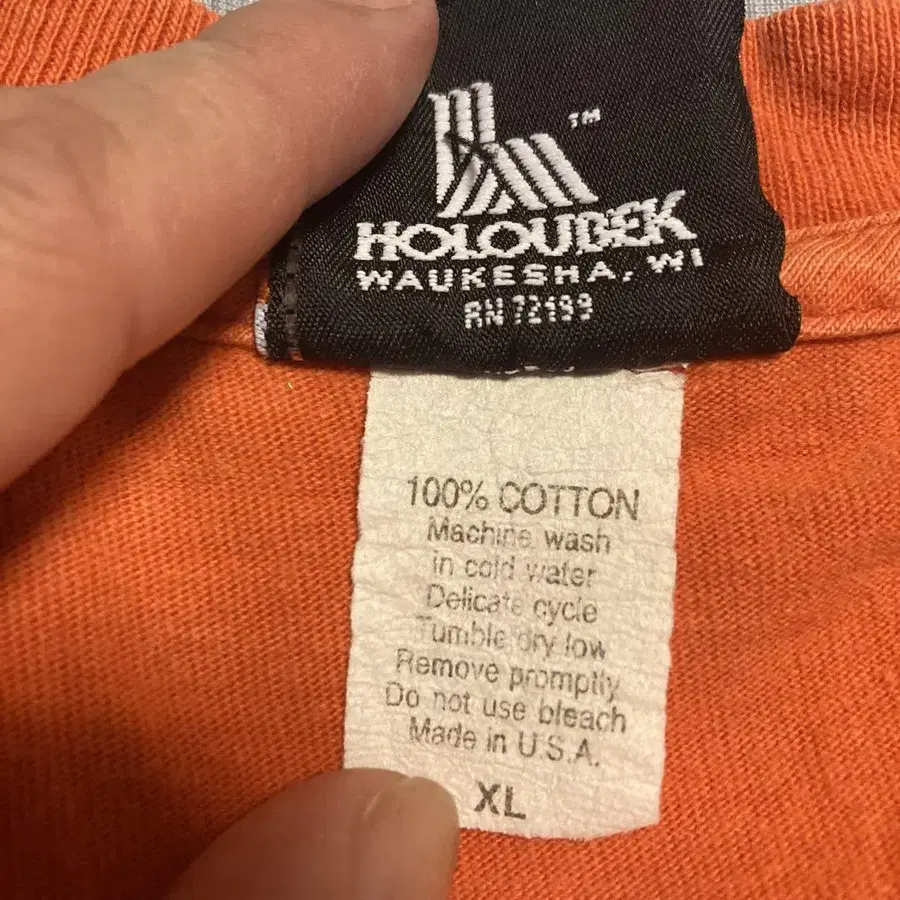 TM
HOLOUBEK
WAUKESHA, WI
RN 72199
100% COTTON
Machine wash
in cold water
Delicate cycle
Tumble dry low
Remove promptly
Do not use bleach
Made in U.S.A.
XL